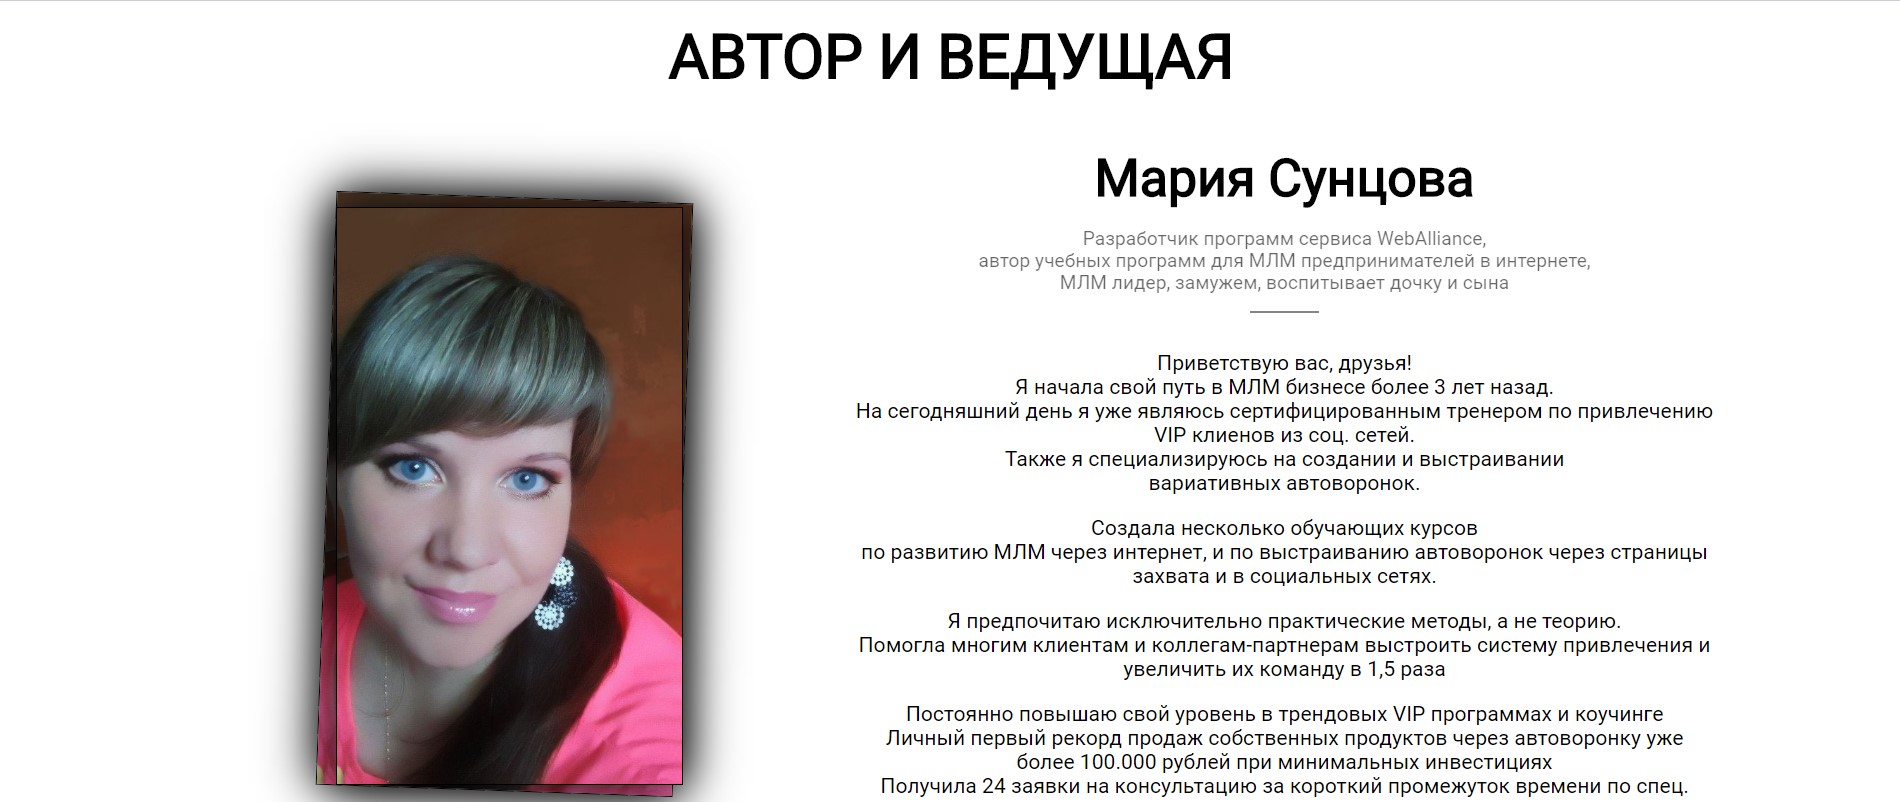 АВТОР И ВЕДУЩАЯ
Мария Сунцова
Разработчик программ сервиса WebAlliance,
автор учебных программ для МЛМ предпринимателей в интернете,
МЛМ лидер, замужем, воспитывает дочку и сына
Приветствую вас, друзья!
Я начала свой путь в МЛМ бизнесе более 3 лет назад.
На сегодняшний день я уже являюсь сертифицированным тренером по привлечению
VIP клиенов из соц. сетей.
Также я специализируюсь на создании и выстраивании
вариативных автоворонок.
Создала несколько обучающих курсов
по развитию МЛМ через интернет, и по выстраиванию автоворонок через страницы
захвата и в социальных сетях.
Я предпочитаю исключительно практические методы, а не теорию.
Помогла многим клиентам и коллегам-партнерам выстроить систему привлечения и
увеличить их команду в 1,5 раза
Постоянно повышаю свой уровень в трендовых VIP программах и коучинге
Личный первый рекорд продаж собственных продуктов через автоворонку уже
более 100.000 рублей при минимальных инвестициях
Получила 24 заявки на консультацию за короткий промежуток времени по спец.